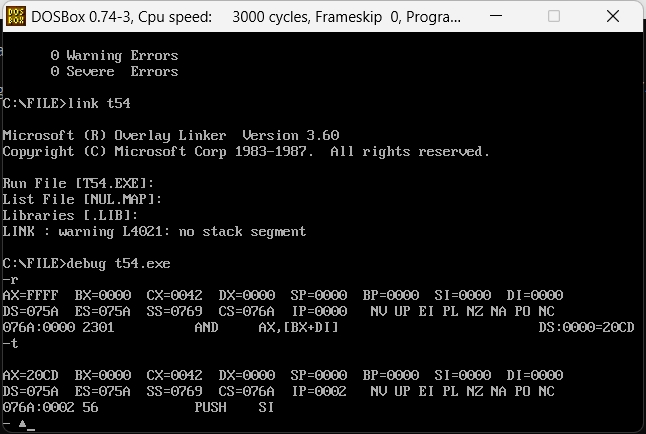 DOSBox 0.74-3, Cpu speed:    3000 cycles, Frameskip  0, Progra...
0 Warning Errors
0 Severe  Errors
C:\FILE>link t54
Microsoft (R) Overlay Linker  Version 3.60
Copyright (C) Microsoft Corp 1983-1987.  All rights reserved.
Run File [T54.EXE]:
List File [NUL.MAP]:
Libraries [.LIB]:
LINK : warning L4021: no stack segment
C:\FILE>debug t54.exe
-r
AX=FFFF  BX=0000  CX=0042  DX=0000  SP=0000  BP=0000  SI=0000  DI=0000
DS=075A  ES=075A  SS=0769  CS=076A  IP=0000   NV UP EI PL NZ NA PO NC
076A:0000 2301          AND     AX,[BX+DI]                         DS:0000=20CD
-t
AX=20CD  BX=0000  CX=0042  DX=0000  SP=0000  BP=0000  SI=0000  DI=0000
DS=075A  ES=075A  SS=0769  CS=076A  IP=0002   NV UP EI PL NZ NA PO NC
076A:0002 56            PUSH    SI
- ▲_